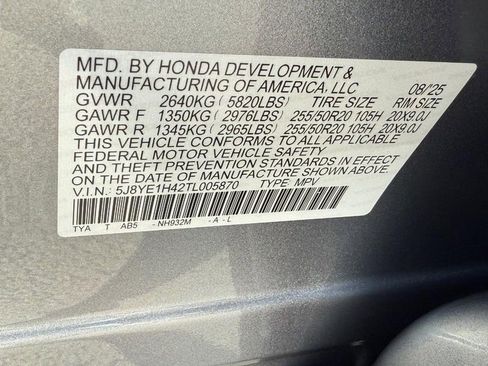 MFD. BY HONDA DEVELOPMENT &
MANUFACTURING OF AMERICA, LLC 08/25
GVWR 2640KG ( 5820LBS) TIRE SIZE RIM SIZE
GAWR F 1350KG ( 2976LBS) 255/50R20 105H 20X9.0J
GAWR R 1345KG ( 2965LBS) 255/50R20 105H 20X9.0J
THIS VEHICLE CONFORMS TO ALL APPLICABLE
FEDERAL MOTOR VEHICLE SAFETY
AND THEFT PREVENTION STANDARDS IN EFFECT
ON THE DATE OF MANUFACTURE SHOWN ABOVE.
V.I.N.: 5J8YE1H42TL005870 TYPE: MPV
TYA T AB5 - NH932M - A - L